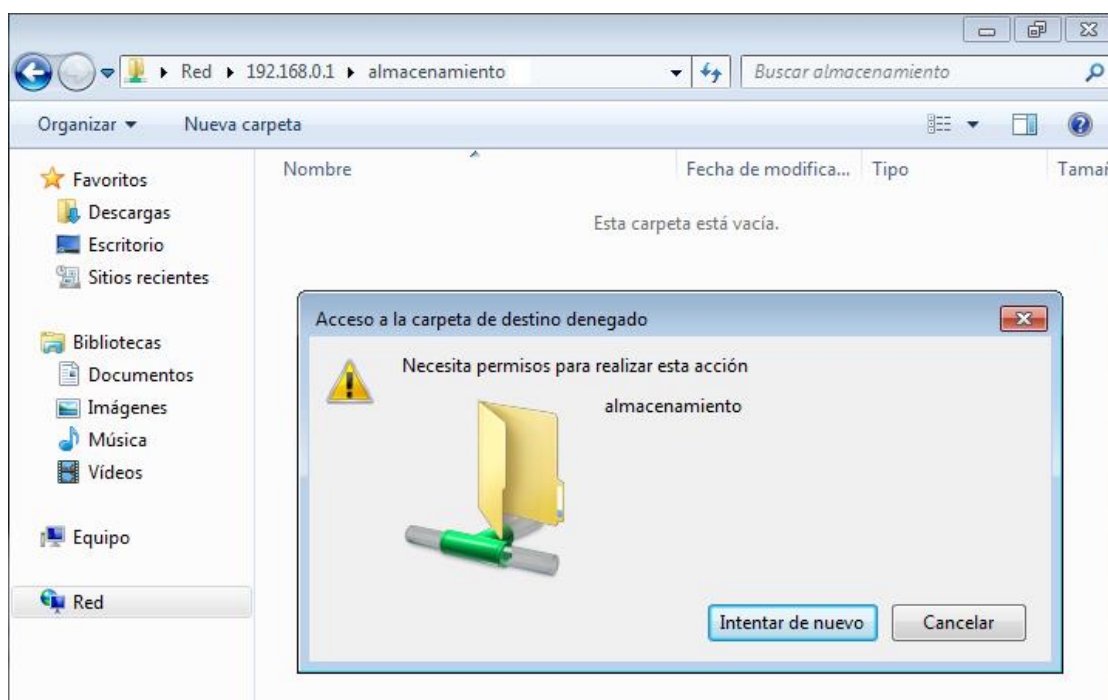 Red ▸ 192.168.0.1 ▸ almacenamiento
Buscar almacenamiento
Organizar
Nueva carpeta
Nombre
Fecha de modifica...
Tipo
Favoritos
Descargas
Escritorio
Sitios recientes
Bibliotecas
Documentos
Imágenes
Música
Vídeos
Equipo
Red
Esta carpeta está vacía.
Acceso a la carpeta de destino denegado
Necesita permisos para realizar esta acción
almacenamiento
Intentar de nuevo
Cancelar